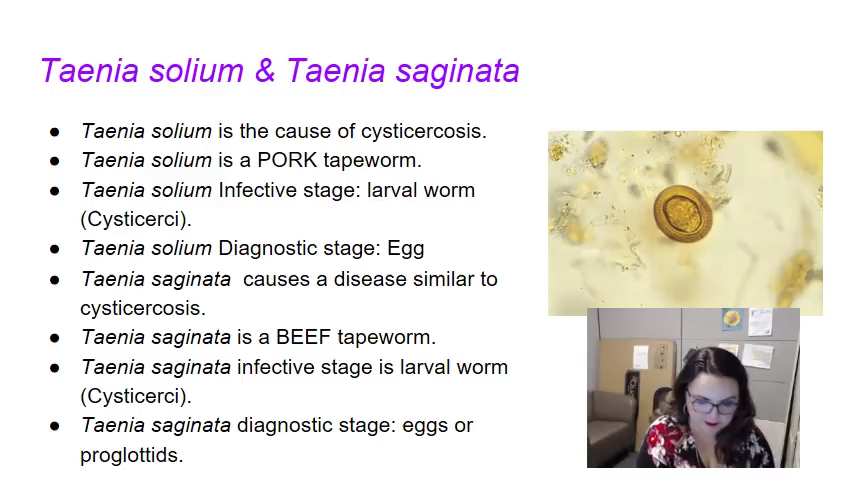 Taenia solium & Taenia saginata
● Taenia solium is the cause of cysticercosis.
● Taenia solium is a PORK tapeworm.
● Taenia solium Infective stage: larval worm
(Cysticerci).
● Taenia solium Diagnostic stage: Egg
● Taenia saginata  causes a disease similar to
cysticercosis.
● Taenia saginata is a BEEF tapeworm.
● Taenia saginata infective stage is larval worm
(Cysticerci).
● Taenia saginata diagnostic stage: eggs or
proglottids.